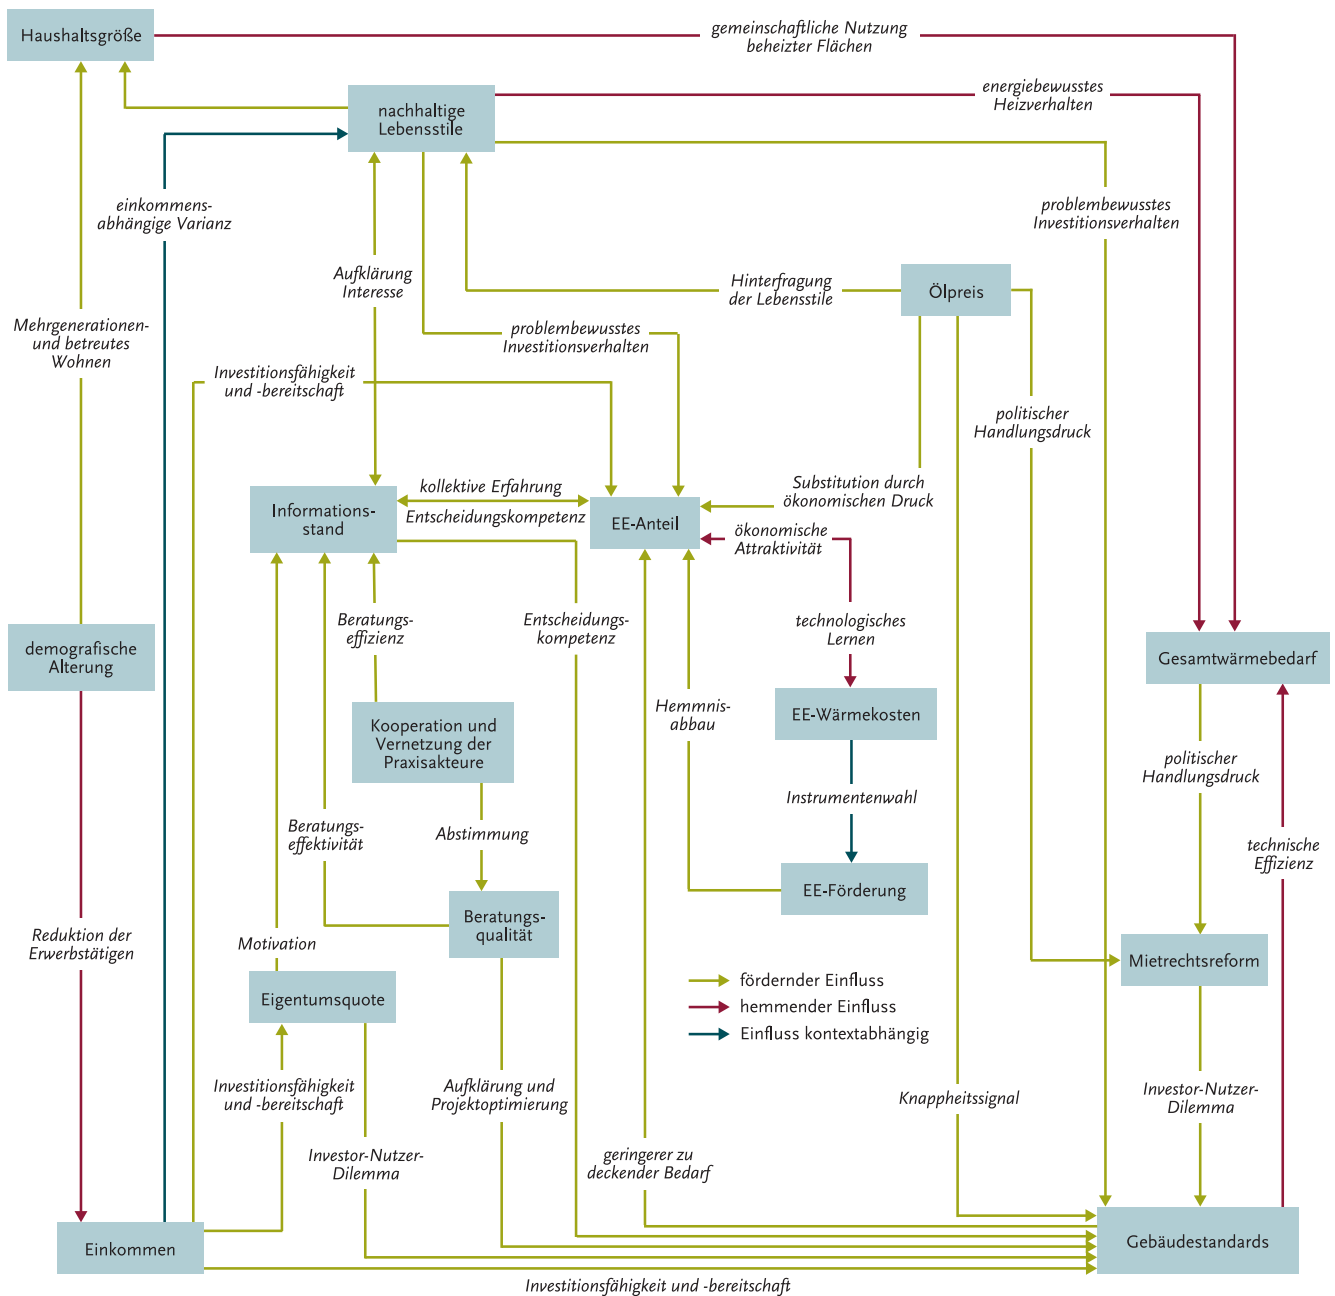 Haushaltsgröße
gemeinschaftliche Nutzung
beheizter Flächen
nachhaltige
Lebensstile
energiebewusstes
Heizverhalten
einkommens-
abhängige Varianz
problembewusstes
Investitionsverhalten
Aufklärung
Interesse
Hinterfragung
der Lebensstile
Ölpreis
Mehrgenerationen-
und betreutes
Wohnen
problembewusstes
Investitionsverhalten
Investitionsfähigkeit
und -bereitschaft
politischer
Handlungsdruck
Substitution durch
ökonomischen Druck
kollektive Erfahrung
Entscheidungskompetenz
Informations-
stand
EE-Anteil
ökonomische
Attraktivität
Beratungs-
effizienz
Entscheidungs-
kompetenz
technologisches
Lernen
demografische
Alterung
Gesamtwärmebedarf
Kooperation und
Vernetzung der
Praxisakteure
Hemmnis-
abbau
EE-Wärmekosten
politischer
Handlungsdruck
Instrumentenwahl
Beratungs-
effektivität
Abstimmung
technische
Effizienz
EE-Förderung
Beratungs-
qualität
Reduktion der
Erwerbstätigen
Motivation
Mietrechtsreform
Eigentumsquote
fördernder Einfluss
hemmender Einfluss
Einfluss kontextabhängig
Investitionsfähigkeit
und -bereitschaft
Aufklärung und
Projektoptimierung
Knappheitssignal
Investor-Nutzer-
Dilemma
Investor-Nutzer-
Dilemma
geringerer zu
deckender Bedarf
Einkommen
Gebäudestandards
Investitionsfähigkeit und -bereitschaft